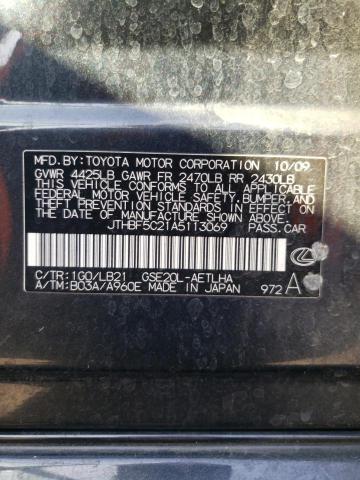 MFD. BY: TOYOTA MOTOR CORPORATION 10/09
GVWR 4425LB GAWR FR 2470LB RR 2430LB
THIS VEHICLE CONFORMS TO ALL APPLICABLE
FEDERAL MOTOR VEHICLE SAFETY, BUMPER, AND
THEFT PREVENTION STANDARDS IN EFFECT ON
THE DATE OF MANUFACTURE SHOWN ABOVE.
JTHBF5C21A5113069 PASS.CAR
C/TR: 1G0/LB21 GSE20L-AETLHA
A/TM: B03A/A960E MADE IN JAPAN 972 A